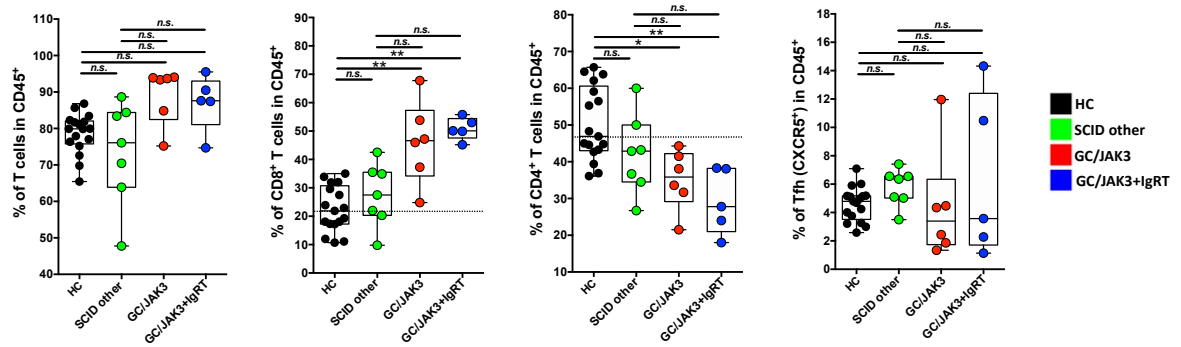 % of T cells in CD45⁺
110
100
90
80
70
60
50
40
n.s.
n.s.
n.s.
n.s.
n.s.
HC
SCID other
GC/JAK3
GC/JAK3+IgRT
% of CD8⁺ T cells in CD45⁺
90
80
70
60
50
40
30
20
10
0
n.s.
n.s.
**
**
n.s.
HC
SCID other
GC/JAK3
GC/JAK3+IgRT
% of CD4⁺ T cells in CD45⁺
80
70
60
50
40
30
20
10
n.s.
n.s.
**
*
n.s.
HC
SCID other
GC/JAK3
GC/JAK3+IgRT
% of Tfh (CXCR5⁺) in CD45⁺
18
16
14
12
10
8
6
4
2
0
n.s.
n.s.
n.s.
n.s.
n.s.
HC
SCID other
GC/JAK3
GC/JAK3+IgRT
HC
SCID other
GC/JAK3
GC/JAK3+IgRT